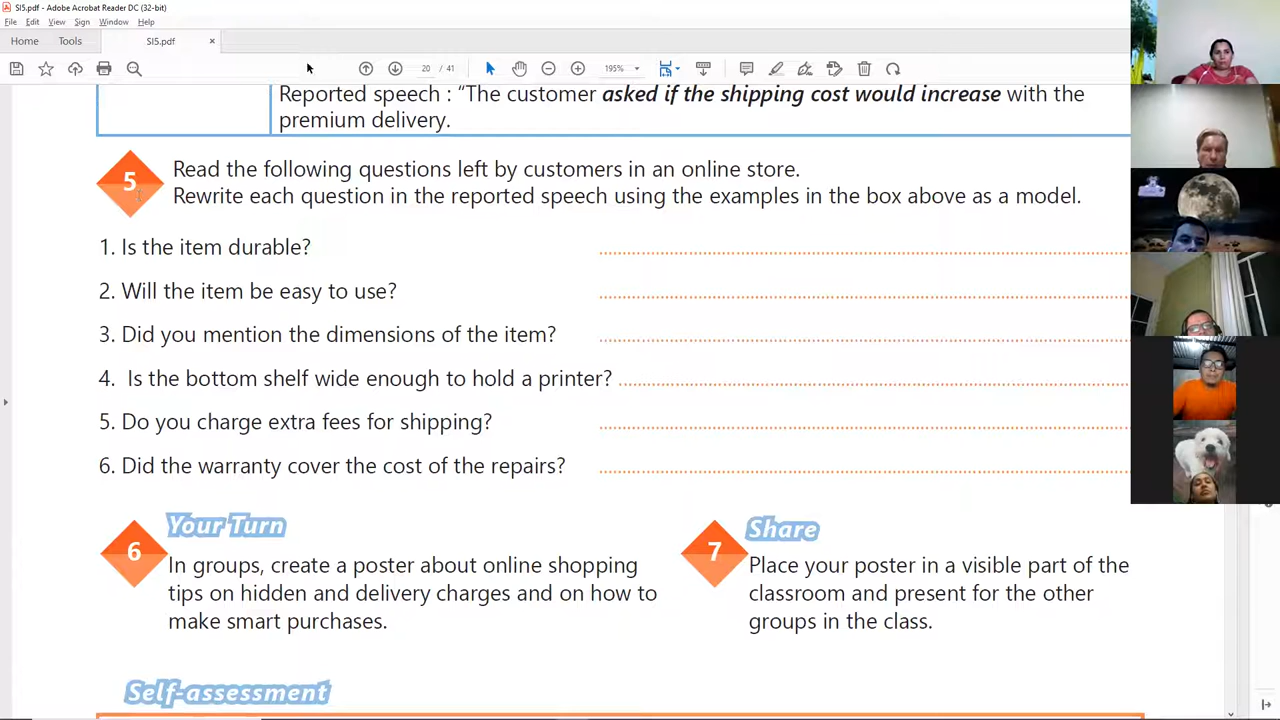 SI5.pdf - Adobe Acrobat Reader DC (32-bit)
File Edit View Sign Window Help
Home Tools SI5.pdf ×
20 / 41 195%
Reported speech : “The customer asked if the shipping cost would increase with the
premium delivery.
5
Read the following questions left by customers in an online store.
Rewrite each question in the reported speech using the examples in the box above as a model.
1. Is the item durable?
2. Will the item be easy to use?
3. Did you mention the dimensions of the item?
4. Is the bottom shelf wide enough to hold a printer?
5. Do you charge extra fees for shipping?
6. Did the warranty cover the cost of the repairs?
6
Your Turn
In groups, create a poster about online shopping
tips on hidden and delivery charges and on how to
make smart purchases.
7
Share
Place your poster in a visible part of the
classroom and present for the other
groups in the class.
Self-assessment